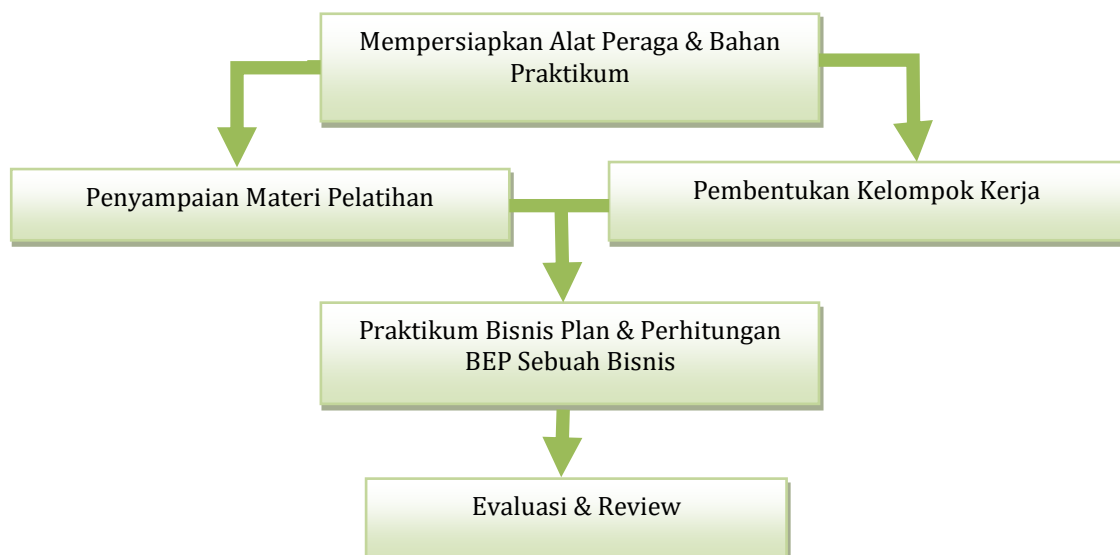 Mempersiapkan Alat Peraga & Bahan
Praktikum
Penyampaian Materi Pelatihan
Pembentukan Kelompok Kerja
Praktikum Bisnis Plan & Perhitungan
BEP Sebuah Bisnis
Evaluasi & Review